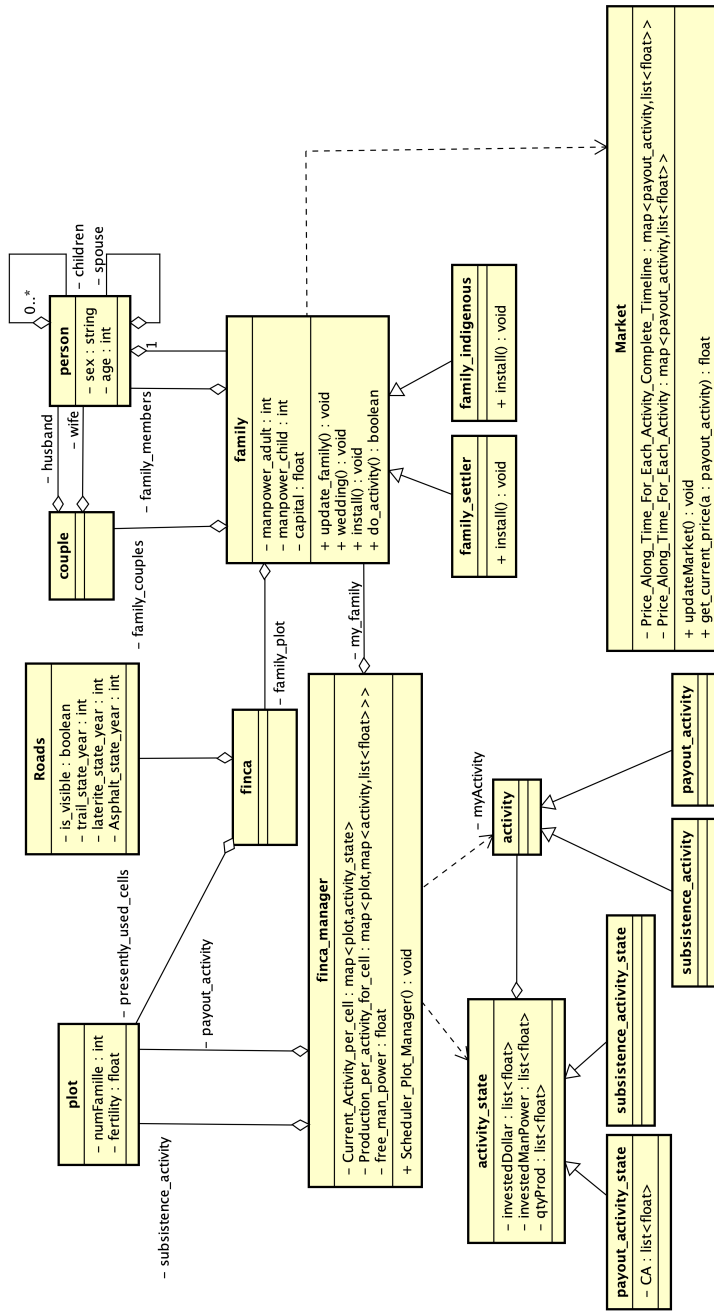 plot
– numFamille : int
– fertility : float
Roads
– is_visible : boolean
– trail_state_year : int
– laterite_state_year : int
– Asphalt_state_year : int
couple
– husband
– wife
person
– sex : string
– age : int
0..*
– children
– spouse
1
– family_members
– family_couples
– presently_used_cells
– subsistence_activity
– payout_activity
finca
– family_plot
family
– manpower_adult : int
– manpower_child : int
– capital : float
+ update_family() : void
+ wedding() : void
+ install() : void
+ do_activity() : boolean
– my_family
finca_manager
– Current_Activity_per_cell : map<plot,activity_state>
– Production_per_activity_for_cell : map<plot,map<activity,list<float>>>
– free_man_power : float
+ Scheduler_Plot_Manager() : void
family_settler
+ install() : void
family_indigenous
+ install() : void
activity_state
– investedDollar : list<float>
– investedManPower : list<float>
– qtyProd : list<float>
activity
– myActivity
payout_activity_state
– CA : list<float>
subsistence_activity_state
subsistence_activity
payout_activity
Market
– Price_Along_Time_For_Each_Activity_Complete_Timeline : map<payout_activity,list<float>>
– Price_Along_Time_For_Each_Activity : map<payout_activity,list<float>>
+ updateMarket() : void
+ get_current_price(a : payout_activity) : float